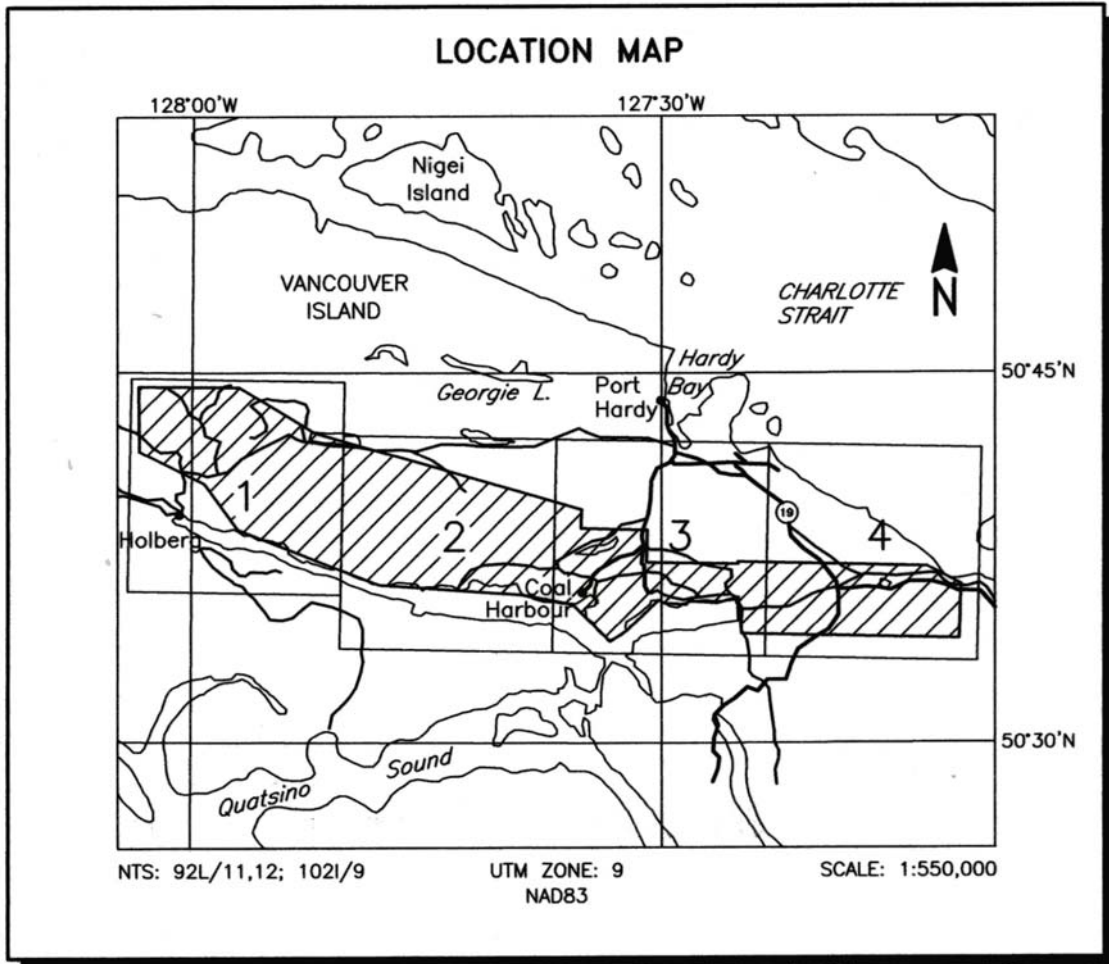 LOCATION MAP
128°00'W
127°30'W
Nigei
Island
VANCOUVER
ISLAND
CHARLOTTE
STRAIT
N
Hardy
Bay
50°45'N
Georgie L.
Port
Hardy
1
2
3
19
4
Holberg
Coal
Harbour
50°30'N
Quatsino Sound
NTS: 92L/11,12; 102I/9
UTM ZONE: 9
SCALE: 1:550,000
NAD83